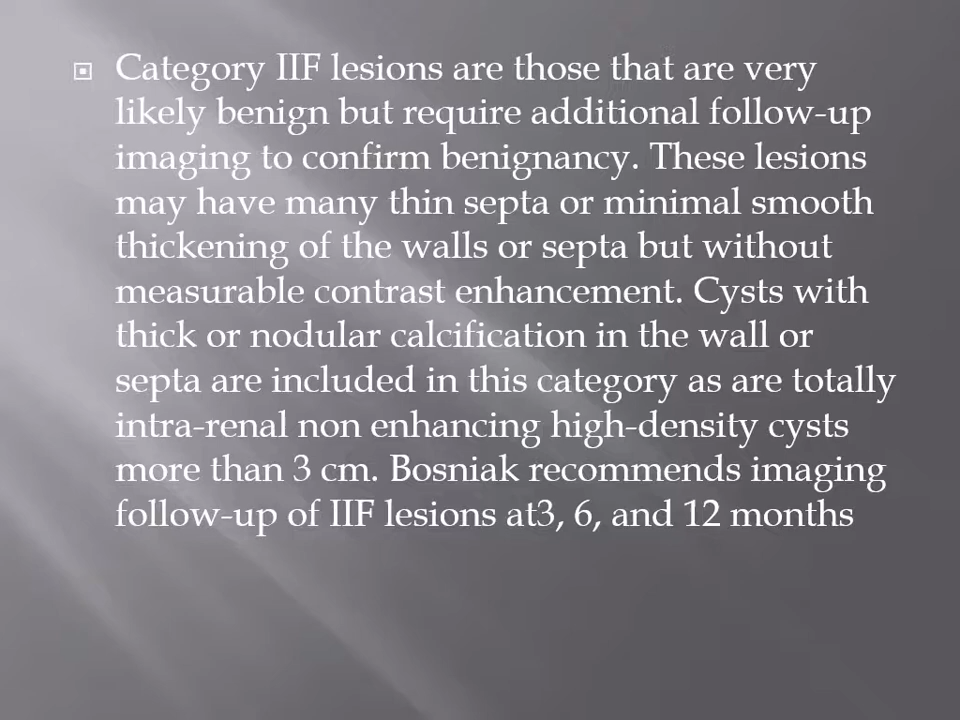 Category IIF lesions are those that are very
likely benign but require additional follow-up
imaging to confirm benignancy. These lesions
may have many thin septa or minimal smooth
thickening of the walls or septa but without
measurable contrast enhancement. Cysts with
thick or nodular calcification in the wall or
septa are included in this category as are totally
intra-renal non enhancing high-density cysts
more than 3 cm. Bosniak recommends imaging
follow-up of IIF lesions at3, 6, and 12 months